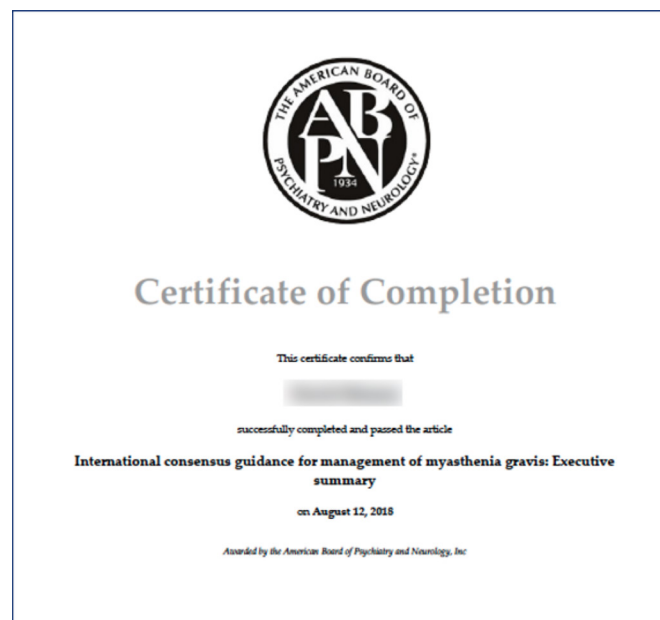 THE AMERICAN BOARD OF
AB
PN
1934
PSYCHIATRY AND NEUROLOGY®
Certificate of Completion
This certificate confirms that
successfully completed and passed the article
International consensus guidance for management of myasthenia gravis: Executive
summary
on August 12, 2018
Awarded by the American Board of Psychiatry and Neurology, Inc